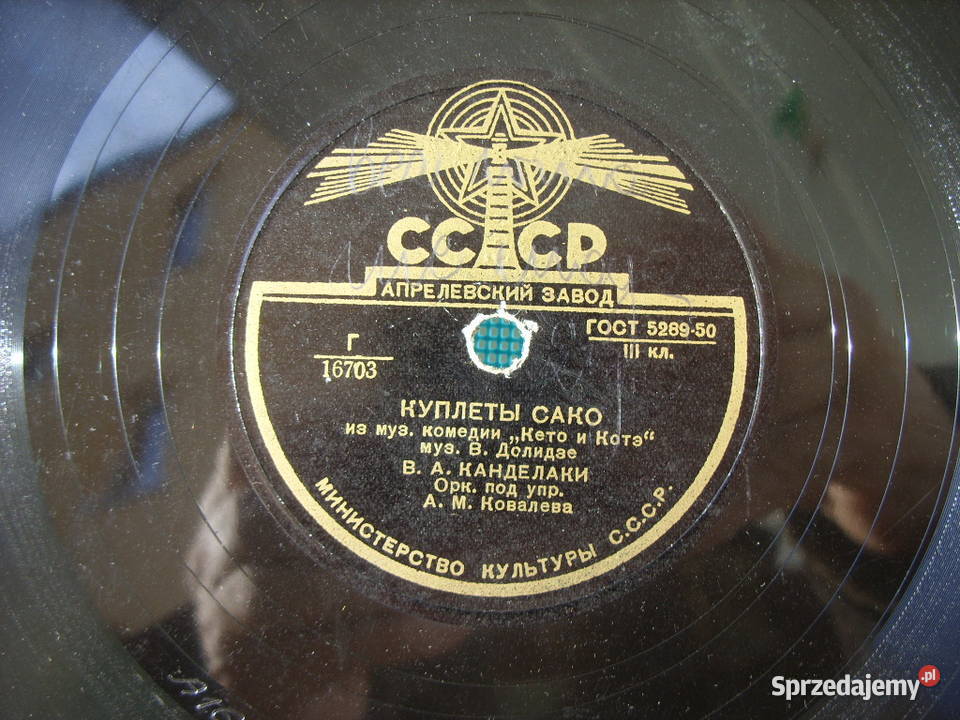 СССР
АПРЕЛЕВСКИЙ ЗАВОД
ГОСТ 5289-50
III кл.
Г
16703
КУПЛЕТЫ САКО
из муз. комедии „Кето и Котэ“
муз. В. Долидзе
В. А. КАНДЕЛАКИ
Орк. под упр.
А. М. Ковалева
МИНИСТЕРСТВО КУЛЬТУРЫ С.С.С.Р.
Sprzedajemy.pl